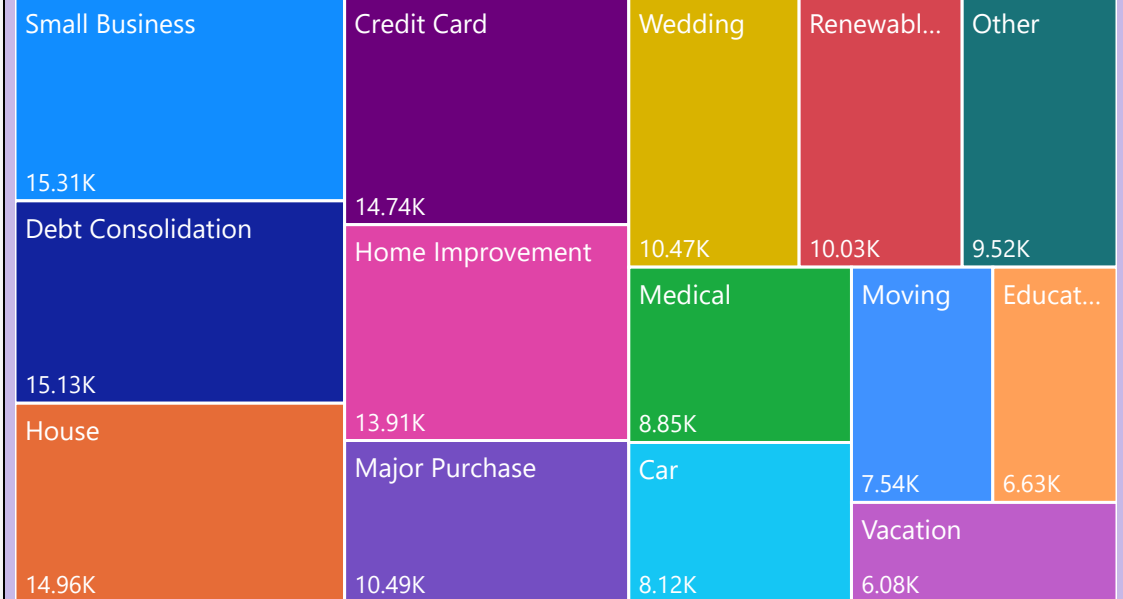 Small Business
15.31K
Debt Consolidation
15.13K
House
14.96K
Credit Card
14.74K
Home Improvement
13.91K
Major Purchase
10.49K
Wedding
10.47K
Renewabl...
10.03K
Other
9.52K
Medical
8.85K
Car
8.12K
Moving
7.54K
Educat...
6.63K
Vacation
6.08K